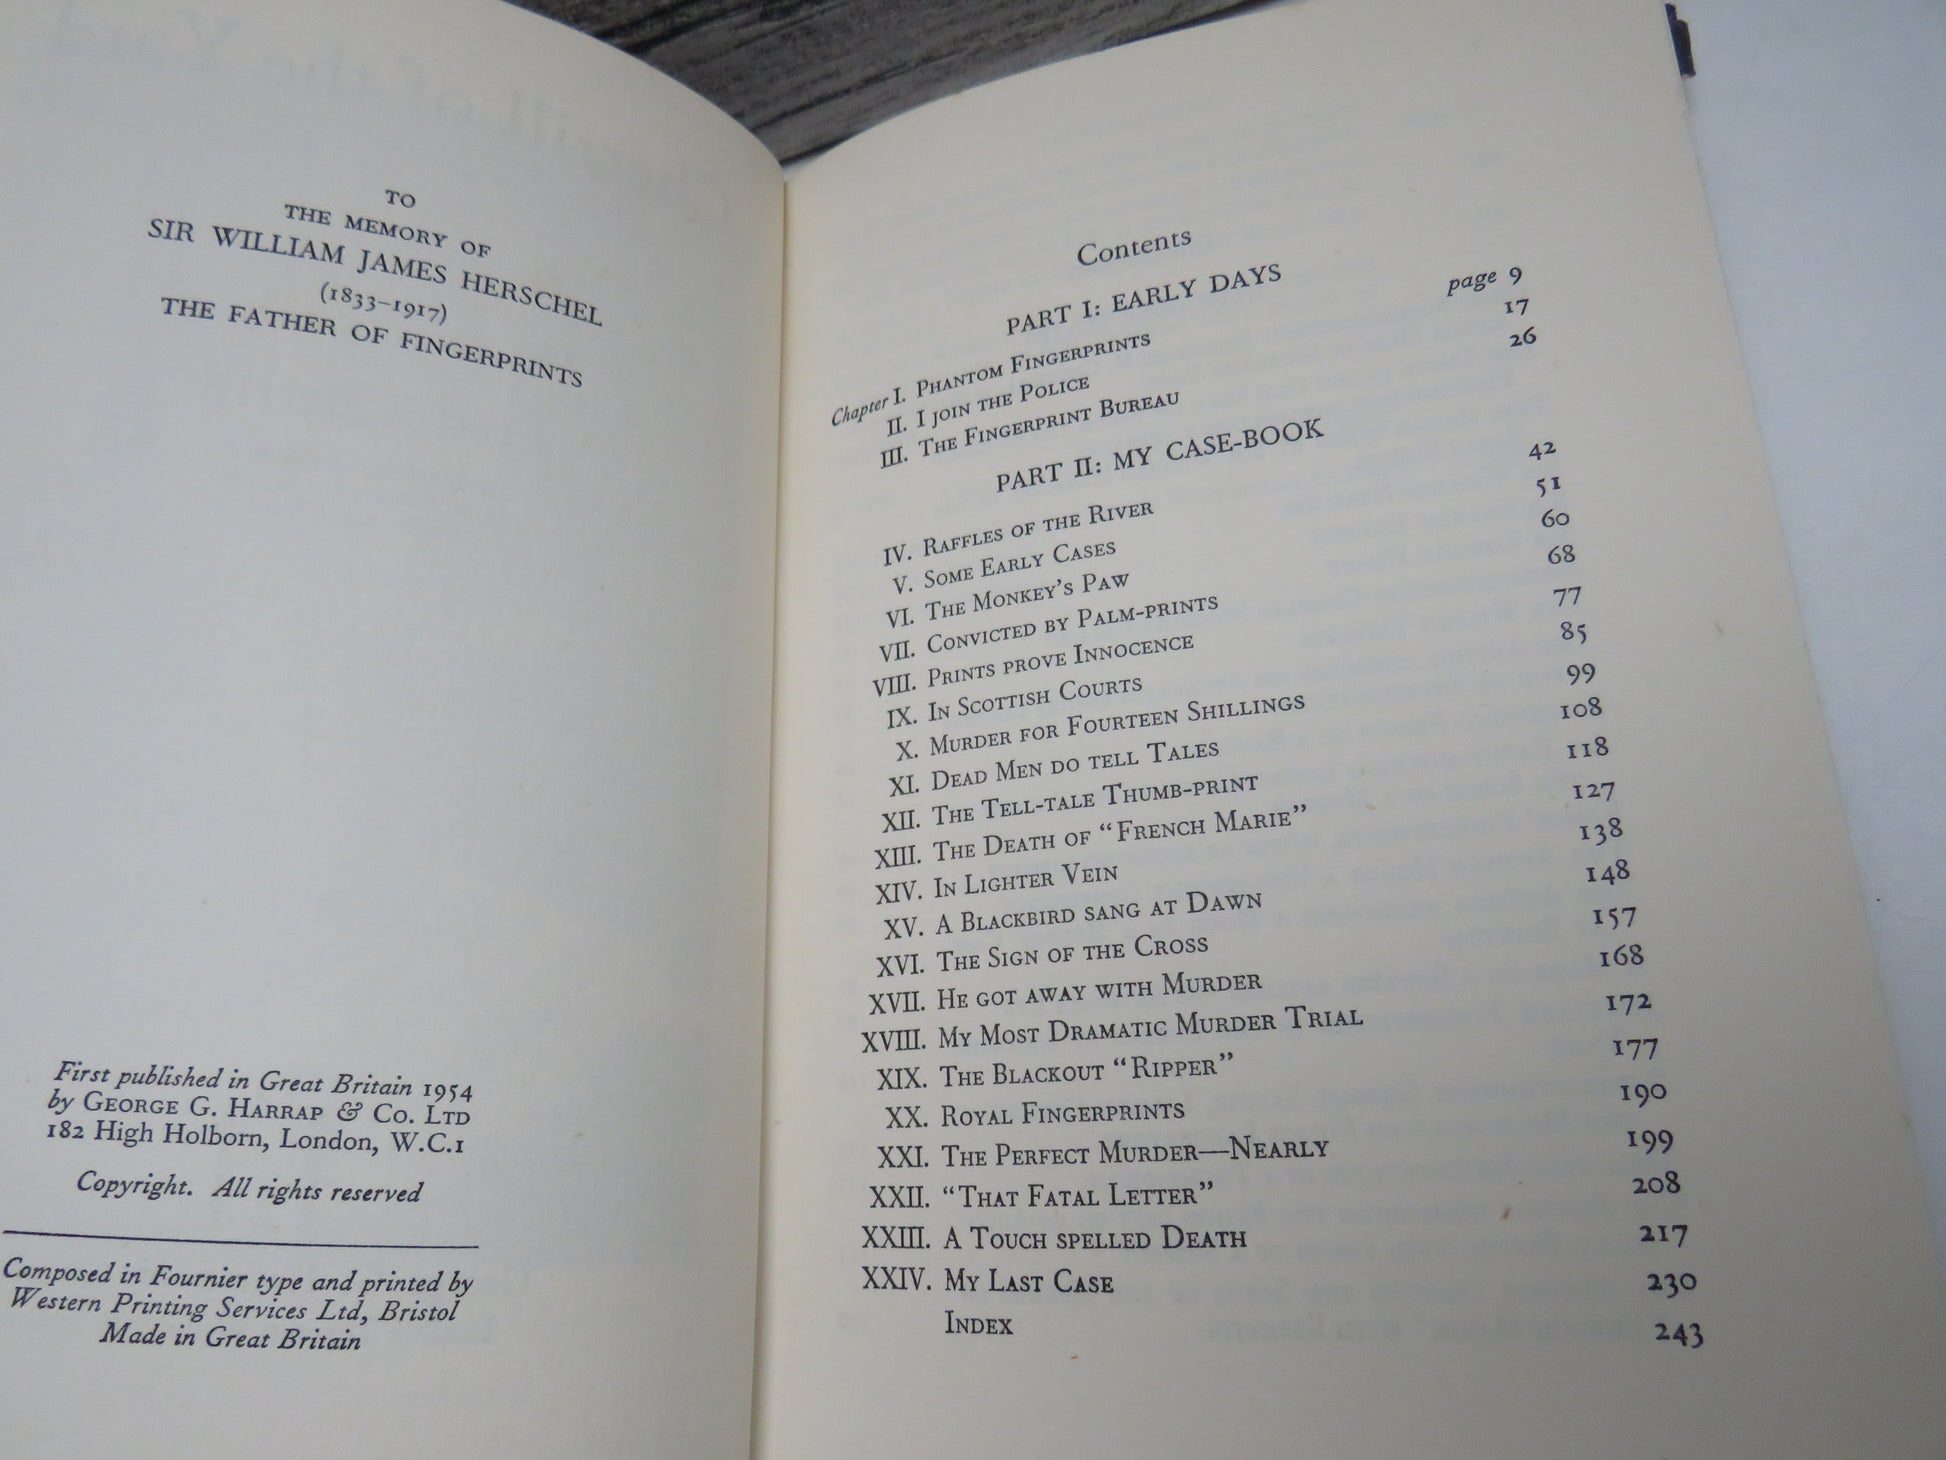 TO
THE MEMORY OF
SIR WILLIAM JAMES HERSCHEL
(1833–1917)
THE FATHER OF FINGERPRINTS
First published in Great Britain 1954
by GEORGE G. HARRAP & CO. LTD
182 High Holborn, London, W.C.1
Copyright. All rights reserved
Composed in Fournier type and printed by
Western Printing Services Ltd, Bristol
Made in Great Britain
Contents
PART I: EARLY DAYS
Chapter I. PHANTOM FINGERPRINTS page 9
II. I JOIN THE POLICE 17
III. THE FINGERPRINT BUREAU 26
PART II: MY CASE-BOOK
IV. RAFFLES OF THE RIVER 42
V. SOME EARLY CASES 51
VI. THE MONKEY'S PAW 60
VII. CONVICTED BY PALM-PRINTS 68
VIII. PRINTS PROVE INNOCENCE 77
IX. IN SCOTTISH COURTS 85
X. MURDER FOR FOURTEEN SHILLINGS 99
XI. DEAD MEN DO TELL TALES 108
XII. THE TELL-TALE THUMB-PRINT 118
XIII. THE DEATH OF "FRENCH MARIE" 127
XIV. IN LIGHTER VEIN 138
XV. A BLACKBIRD SANG AT DAWN 148
XVI. THE SIGN OF THE CROSS 157
XVII. HE GOT AWAY WITH MURDER 168
XVIII. MY MOST DRAMATIC MURDER TRIAL 172
XIX. THE BLACKOUT "RIPPER" 177
XX. ROYAL FINGERPRINTS 190
XXI. THE PERFECT MURDER—NEARLY 199
XXII. "THAT FATAL LETTER" 208
XXIII. A TOUCH SPELLED DEATH 217
XXIV. MY LAST CASE 230
INDEX 243